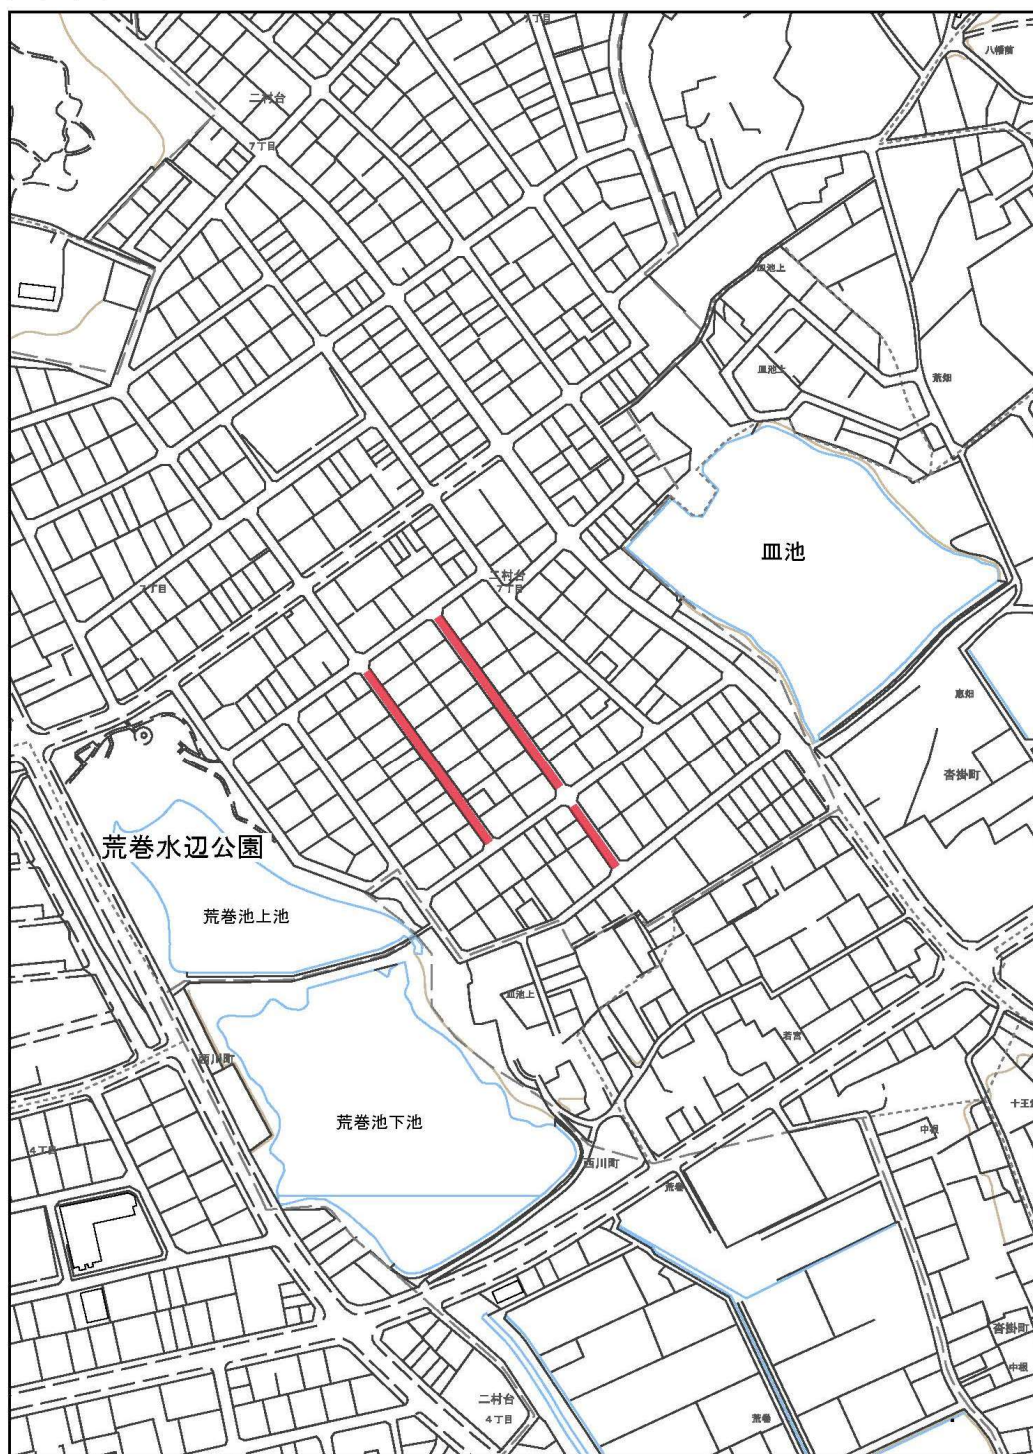 7丁目
八幡前
二村台
7丁目
皿池上
皿池上
荒畑
皿池
二村台
7丁目
7丁目
恵畑
沓掛町
荒巻水辺公園
荒巻池上池
皿池上
若宮
西川町
荒巻池下池
中根
4丁目
西川町
荒巻
沓掛町
中根
二村台
4丁目
荒巻